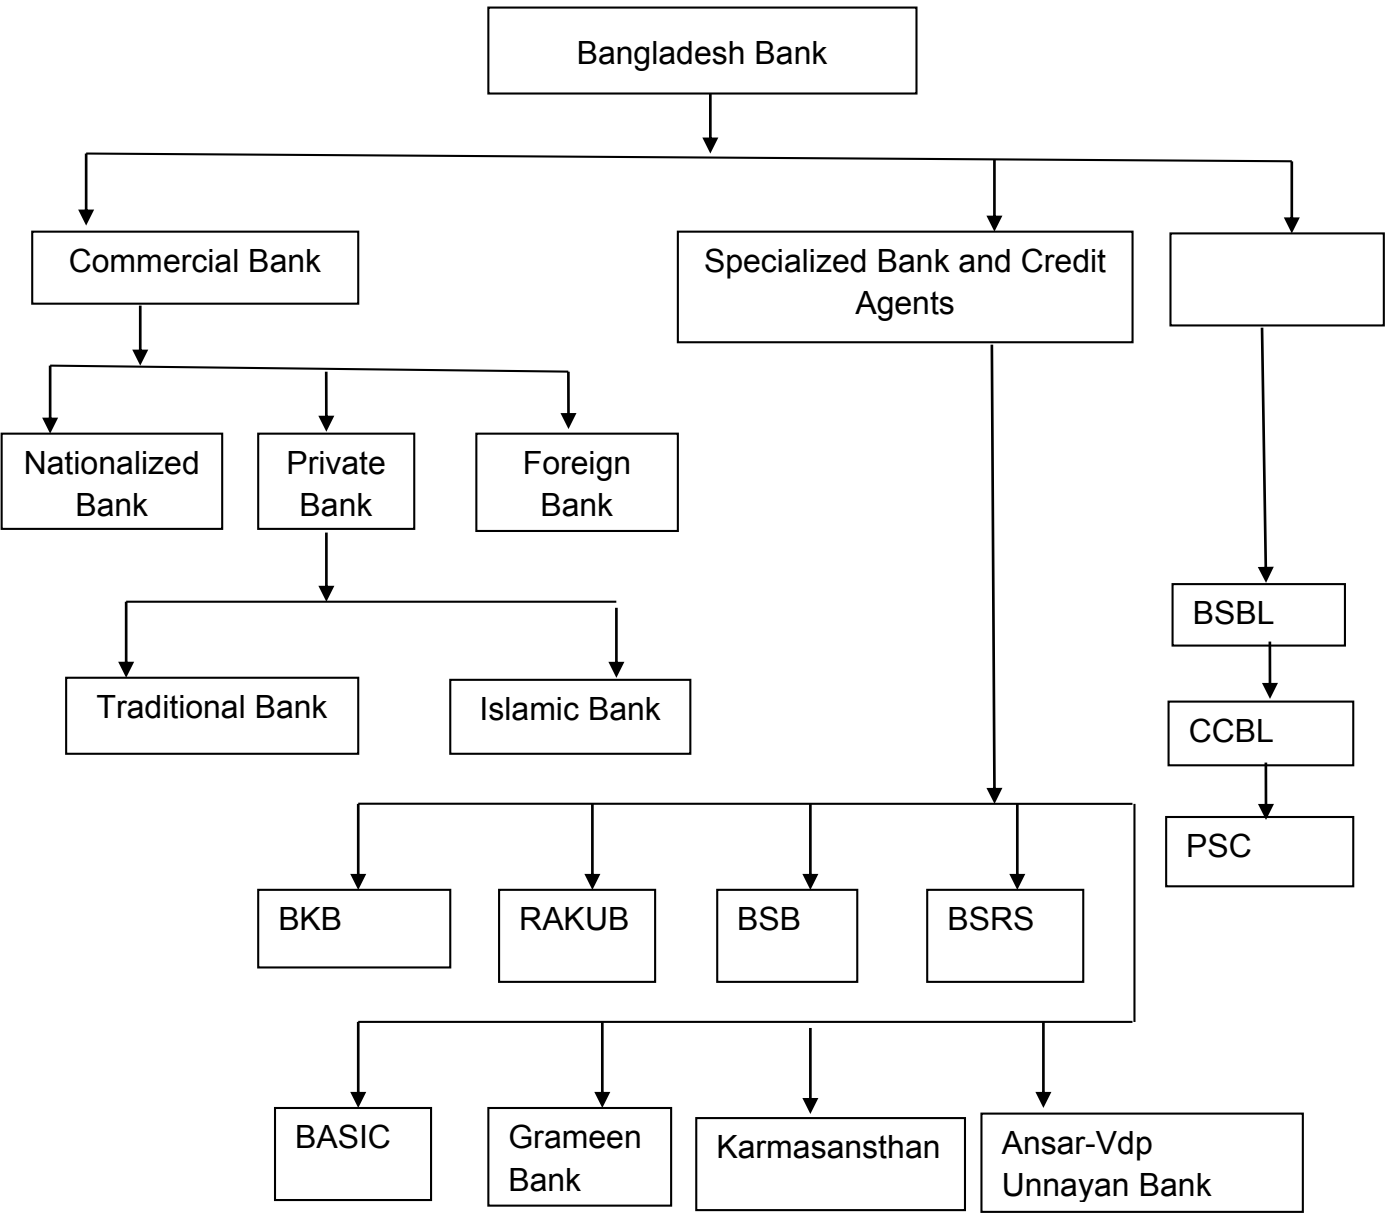 Bangladesh Bank
Commercial Bank
Specialized Bank and Credit
Agents
Nationalized
Bank
Private
Bank
Foreign
Bank
BSBL
Traditional Bank
Islamic Bank
CCBL
PSC
BKB
RAKUB
BSB
BSRS
BASIC
Grameen
Bank
Karmasansthan
Ansar-Vdp
Unnayan Bank